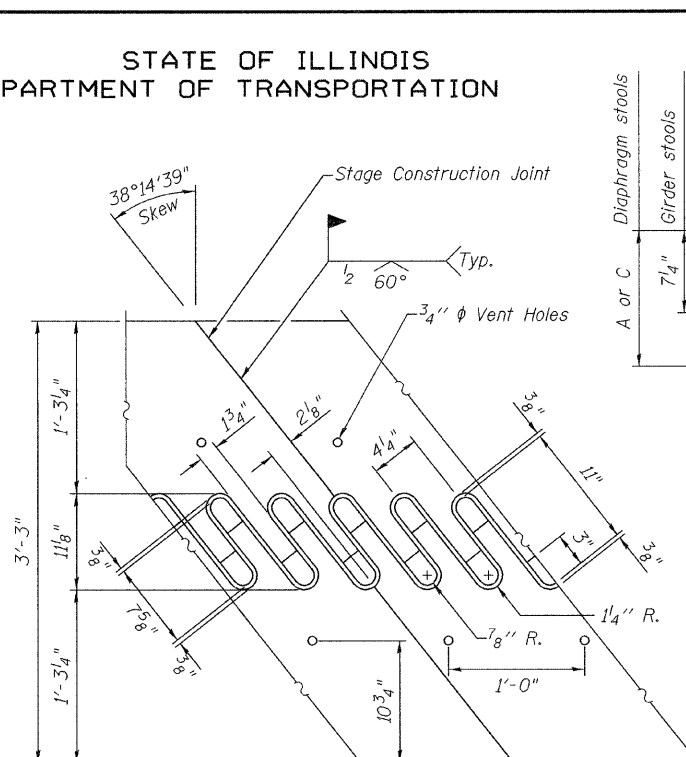 STATE OF ILLINOIS
PARTMENT OF TRANSPORTATION
Diaphragm stools
Girder stools
38°14'39"
Skew
Stage Construction Joint
1/2
60°
Typ.
A or C
7 1/4"
3/4" ϕ Vent Holes
1'-3 1/4"
1 3/4"
2 1/8"
4 1/4"
3/8"
11"
3'-3"
11 1/8"
3"
3/8"
3/8"
7 5/8"
3/8"
1 1/4" R.
7/8" R.
1'-0"
1'-3 1/4"
10 3/4"